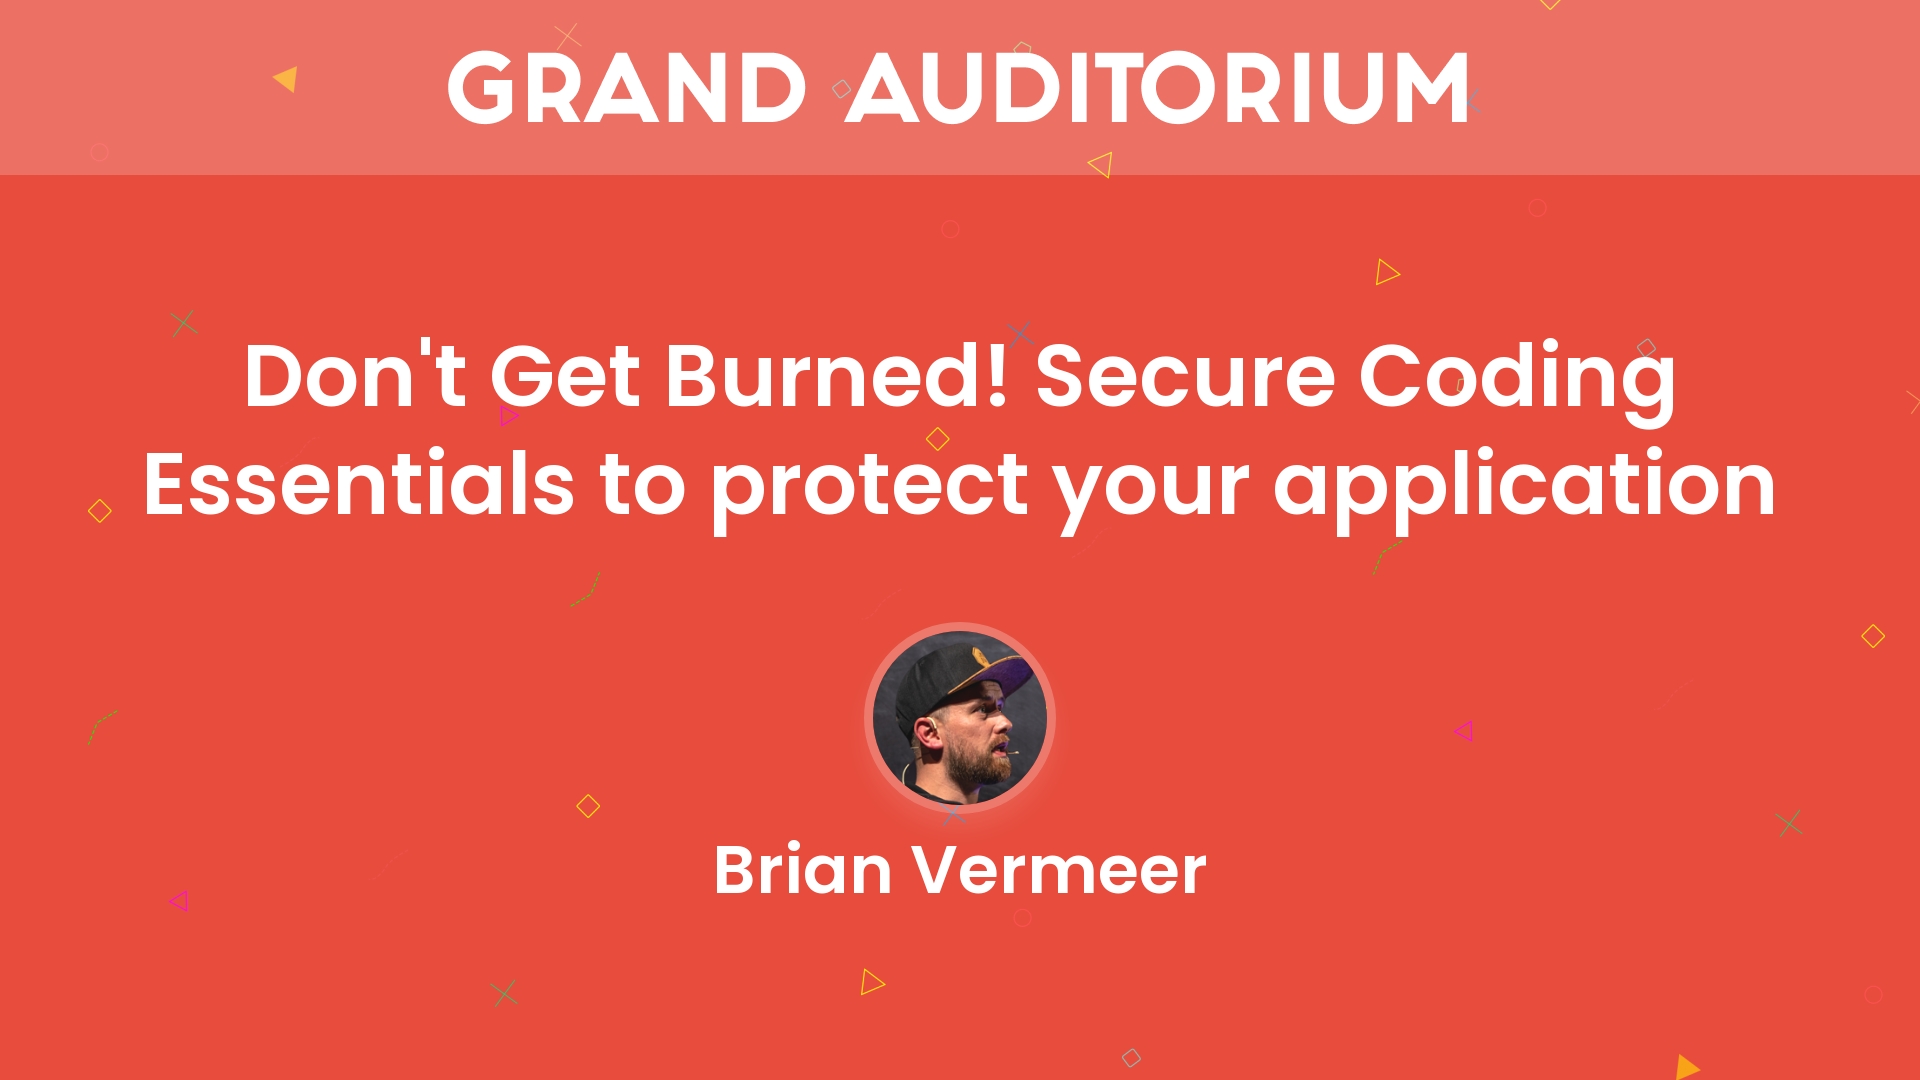 GRAND AUDITORIUM
Don't Get Burned! Secure Coding
Essentials to protect your application
Brian Vermeer